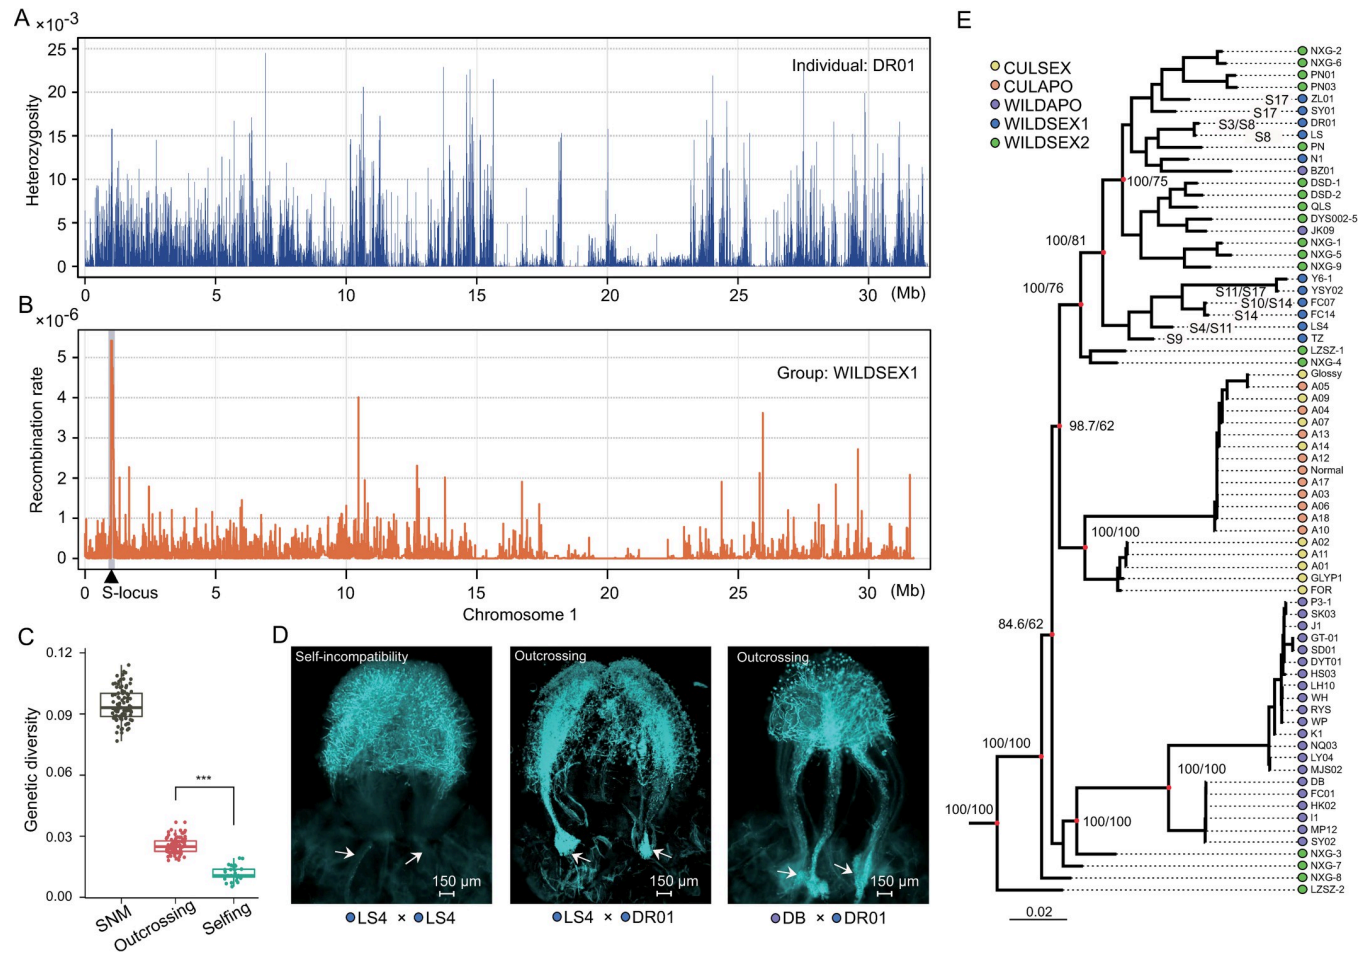 A
×10⁻³
Heterozygosity
25
20
15
10
5
0
Individual: DR01
0 5 10 15 20 25 30 (Mb)
B
×10⁻⁶
Recombination rate
5
4
3
2
1
0
Group: WILDSEX1
0 S-locus 5 10 15 20 25 30 (Mb)
Chromosome 1
C
Genetic diversity
0.12
0.09
0.06
0.03
0.00
***
SNM
Outcrossing
Selfing
D
Self-incompatibility
150 µm
LS4 × LS4
Outcrossing
150 µm
LS4 × DR01
Outcrossing
150 µm
DB × DR01
E
CULSEX
CULAPO
WILDAPO
WILDSEX1
WILDSEX2
NXG-2
NXG-6
PN01
PN03
S17 ZL01
S17 SY01
S3/S8 DR01
S8 LS
PN
N1
BZ01
100/75
DSD-1
DSD-2
QLS
DYS002-5
JK09
100/81
NXG-1
NXG-5
NXG-9
Y6-1
100/76
S11/S17 YSY02
S10/S14 FC07
S14 FC14
S4/S11 LS4
S9 TZ
LZSZ-1
NXG-4
Glossy
A05
A09
A04
98.7/62
A07
A13
A14
A12
Normal
A17
A03
A06
A18
100/100
A10
A02
A11
A01
GLYP1
FOR
P3-1
SK03
84.6/62
J1
GT-01
SD01
DYT01
HS03
LH10
WH
RYS
WP
K1
100/100
NQ03
LY04
100/100
MJS02
DB
FC01
100/100
HK02
I1
100/100
MP12
SY02
NXG-3
NXG-7
NXG-8
LZSZ-2
0.02